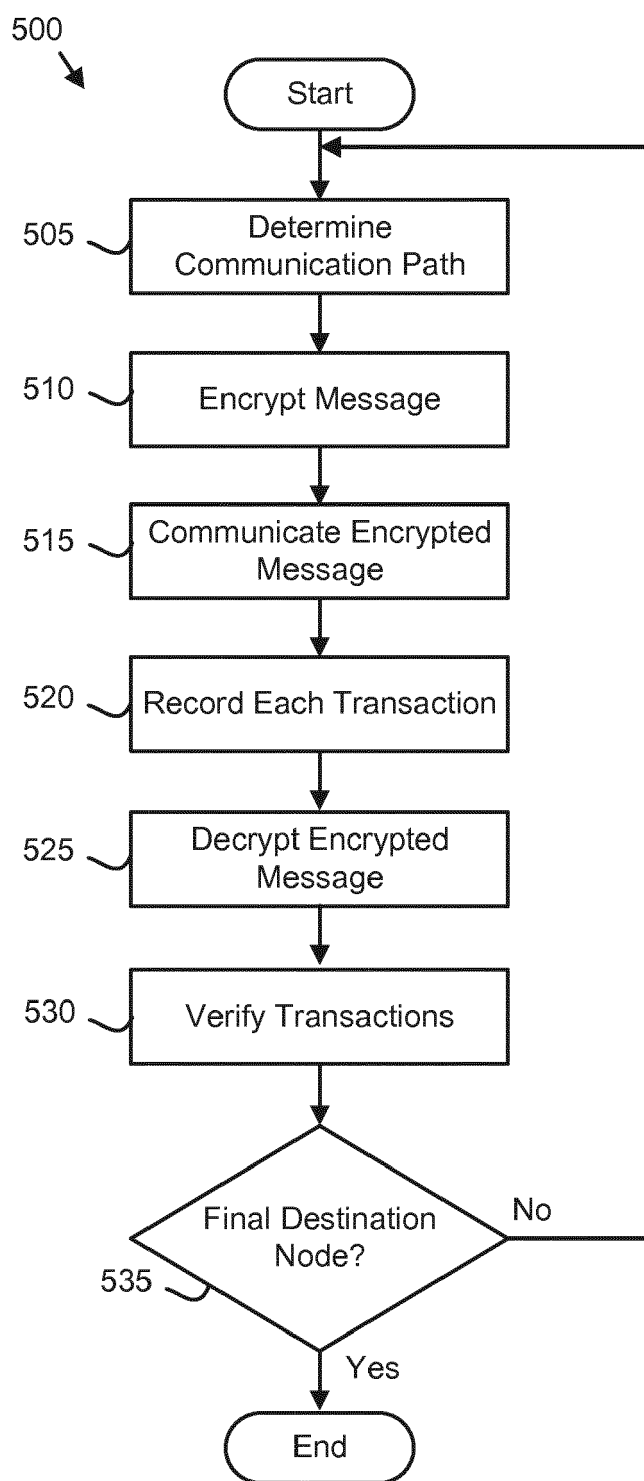 500
Start
505
Determine
Communication Path
510
Encrypt Message
515
Communicate Encrypted
Message
520
Record Each Transaction
525
Decrypt Encrypted
Message
530
Verify Transactions
Final Destination
Node?
No
535
Yes
End